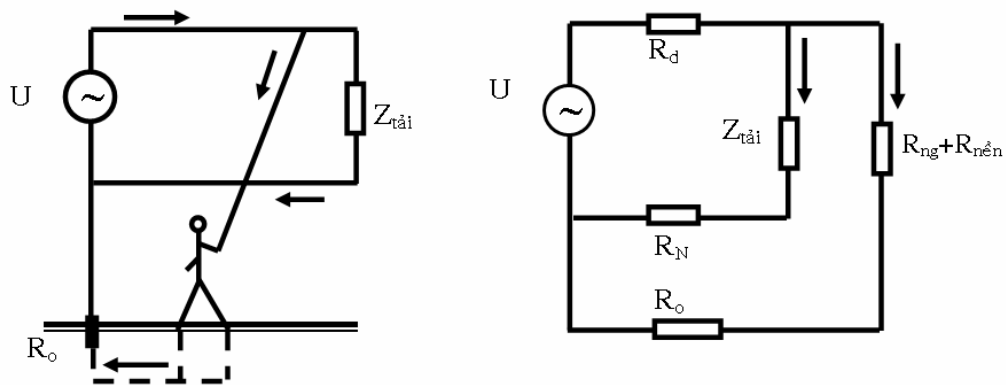 U
~
Z_tải
R_o
R_d
U
~
Z_tải
R_ng+R_nền
R_N
R_o